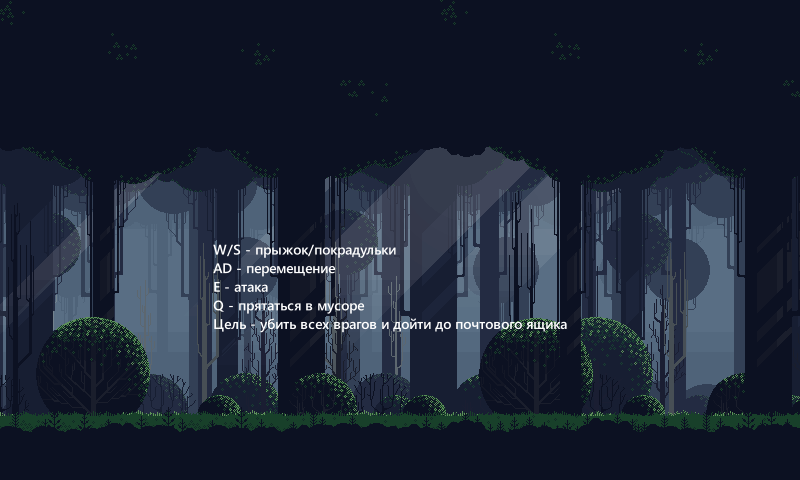 W/S - прыжок/покрадульки
AD - перемещение
E - атака
Q - прятаться в мусоре
Цель - убить всех врагов и дойти до почтового ящика